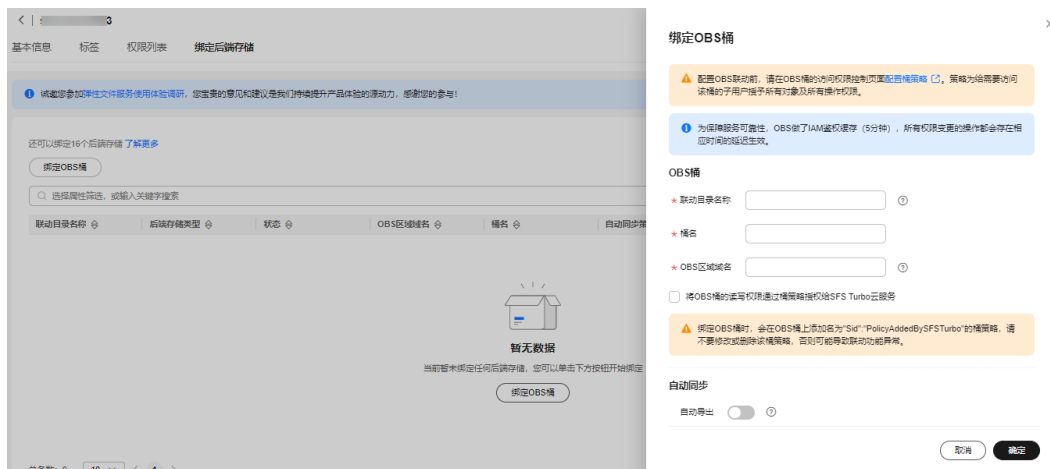 3
基本信息 标签 权限列表 绑定后端存储
诚邀您参加弹性文件服务使用体验调研，您宝贵的意见和建议是我们持续提升产品体验的源动力，感谢您的参与！
还可以绑定16个后端存储 了解更多
绑定OBS桶
选择属性筛选，或输入关键字搜索
联动目录名称 后端存储类型 状态 OBS区域域名 桶名 自动同步策
暂无数据
当前暂未绑定任何后端存储，您可以单击下方按钮开始绑定
绑定OBS桶
绑定OBS桶
配置OBS联动前，请在OBS桶的访问权限控制页面配置桶策略，策略为给需要访问
该桶的子用户授予所有对象及所有操作权限。
为保障服务可靠性，OBS做了IAM鉴权缓存（5分钟），所有权限变更的操作都会存在相
应时间的延迟生效。
OBS桶
* 联动目录名称
* 桶名
* OBS区域域名
将OBS桶的读写权限通过桶策略授权给SFS Turbo云服务
绑定OBS桶时，会在OBS桶上添加名为"Sid":"PolicyAddedBySFSTurbo"的桶策略，请
不要修改或删除该桶策略，否则可能导致联动功能异常。
自动同步
自动导出
取消 确定